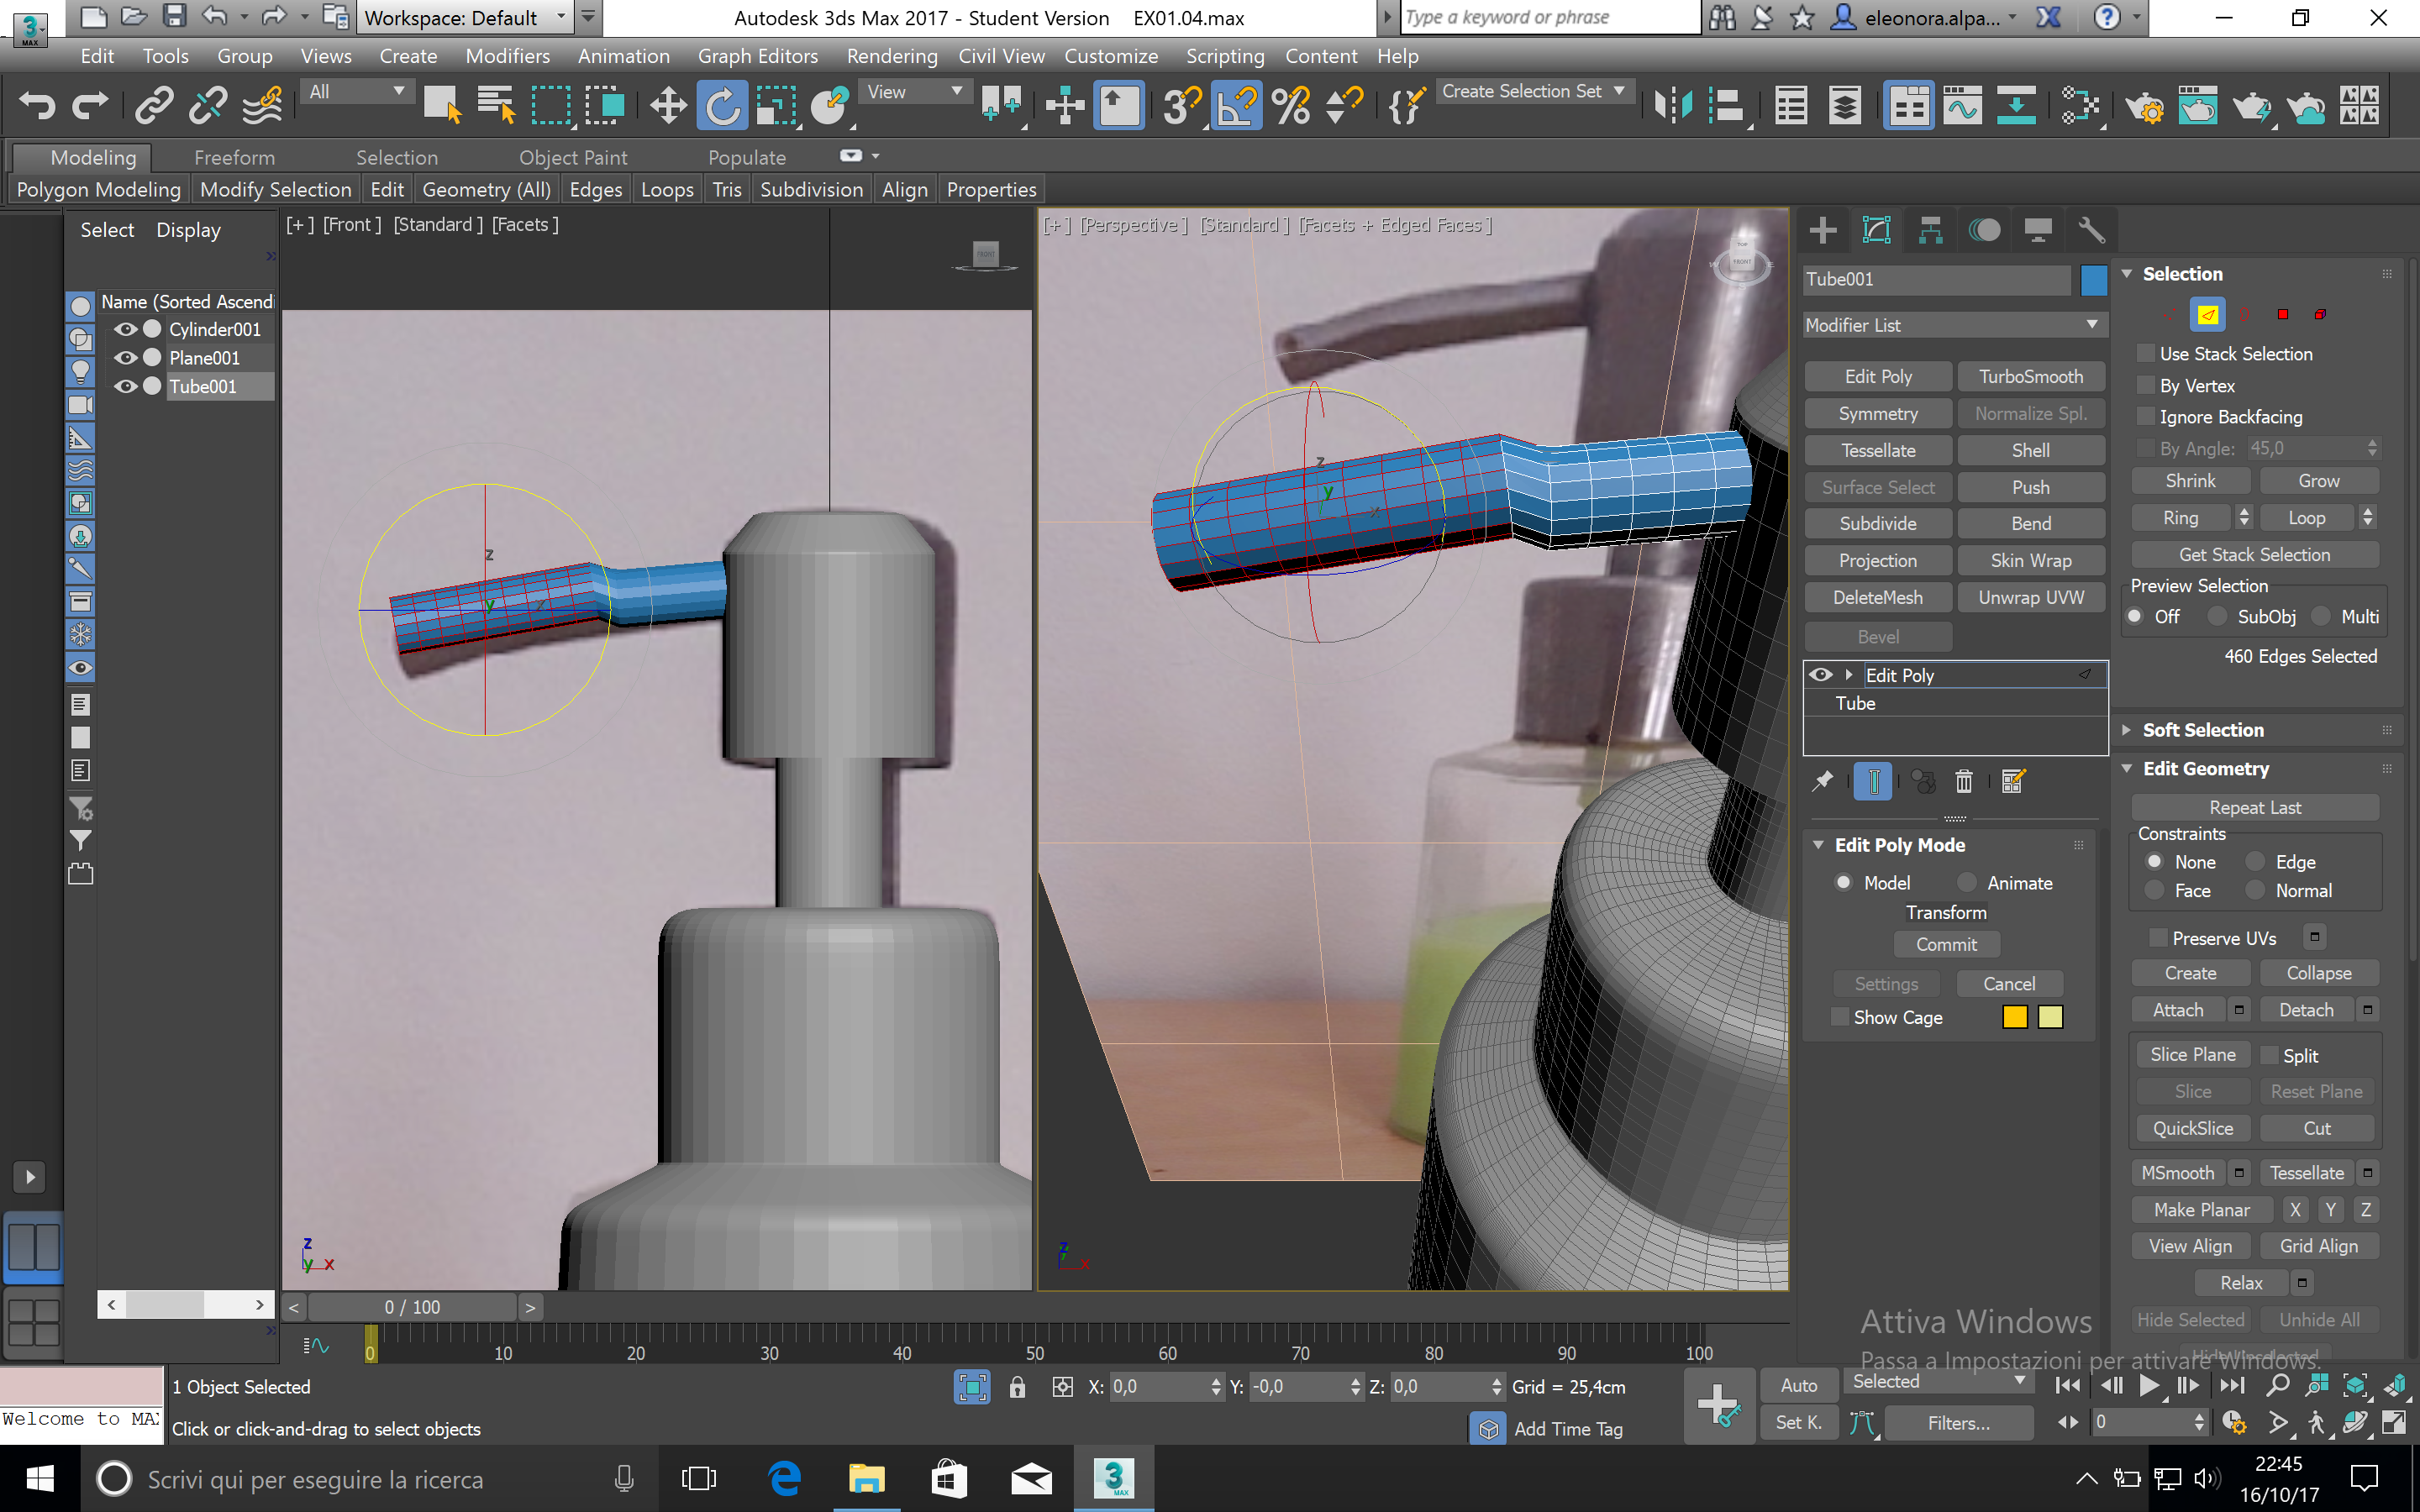 Workspace: Default
Autodesk 3ds Max 2017 - Student Version EX01.04.max
Type a keyword or phrase
eleonora.alpa...
3
MAX
Edit Tools Group Views Create Modifiers Animation Graph Editors Rendering Civil View Customize Scripting Content Help
All
View
Create Selection Set
Modeling Freeform Selection Object Paint Populate
Polygon Modeling Modify Selection Edit Geometry (All) Edges Loops Tris Subdivision Align Properties
Select Display
Name (Sorted Ascendi
Cylinder001
Plane001
Tube001
[+] [Front ] [Standard ] [Facets ]
FRONT
z
y
x
z
y x
[+] [Perspective ] [Standard ] [Facets + Edged Faces ]
TOP
FRONT
z
y
x
z
x
Tube001
Modifier List
Edit Poly TurboSmooth
Symmetry Normalize Spl.
Tessellate Shell
Surface Select Push
Subdivide Bend
Projection Skin Wrap
DeleteMesh Unwrap UVW
Bevel
Edit Poly
Tube
Edit Poly Mode
Model Animate
Transform
Commit
Settings Cancel
Show Cage
Selection
Use Stack Selection
By Vertex
Ignore Backfacing
By Angle: 45,0
Shrink Grow
Ring Loop
Get Stack Selection
Preview Selection
Off SubObj Multi
460 Edges Selected
Soft Selection
Edit Geometry
Repeat Last
Constraints
None Edge
Face Normal
Preserve UVs
Create Collapse
Attach Detach
Slice Plane Split
Slice Reset Plane
QuickSlice Cut
MSmooth Tessellate
Make Planar X Y Z
View Align Grid Align
Relax
Hide Selected Unhide All
Hide Unselected
Attiva Windows
Passa a Impostazioni per attivare Windows.
< > < 0 / 100 >
0 10 20 30 40 50 60 70 80 90 100
1 Object Selected
X: 0,0 Y: -0,0 Z: 0,0 Grid = 25,4cm
Auto Selected
Welcome to MA
Click or click-and-drag to select objects
Add Time Tag
Set K. Filters... 0
Scrivi qui per eseguire la ricerca
3
MAX
22:45
16/10/17